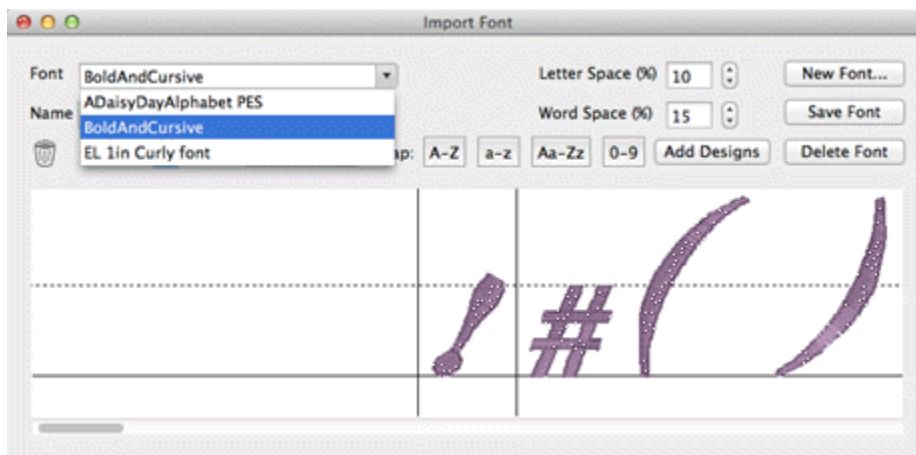 Import Font
Font BoldAndCursive Letter Space (%) 10 New Font...
ADaisyDayAlphabet PES
Name BoldAndCursive Word Space (%) 15 Save Font
EL 1in Curly font ap: A-Z a-z Aa-Zz 0-9 Add Designs Delete Font
! # ( )